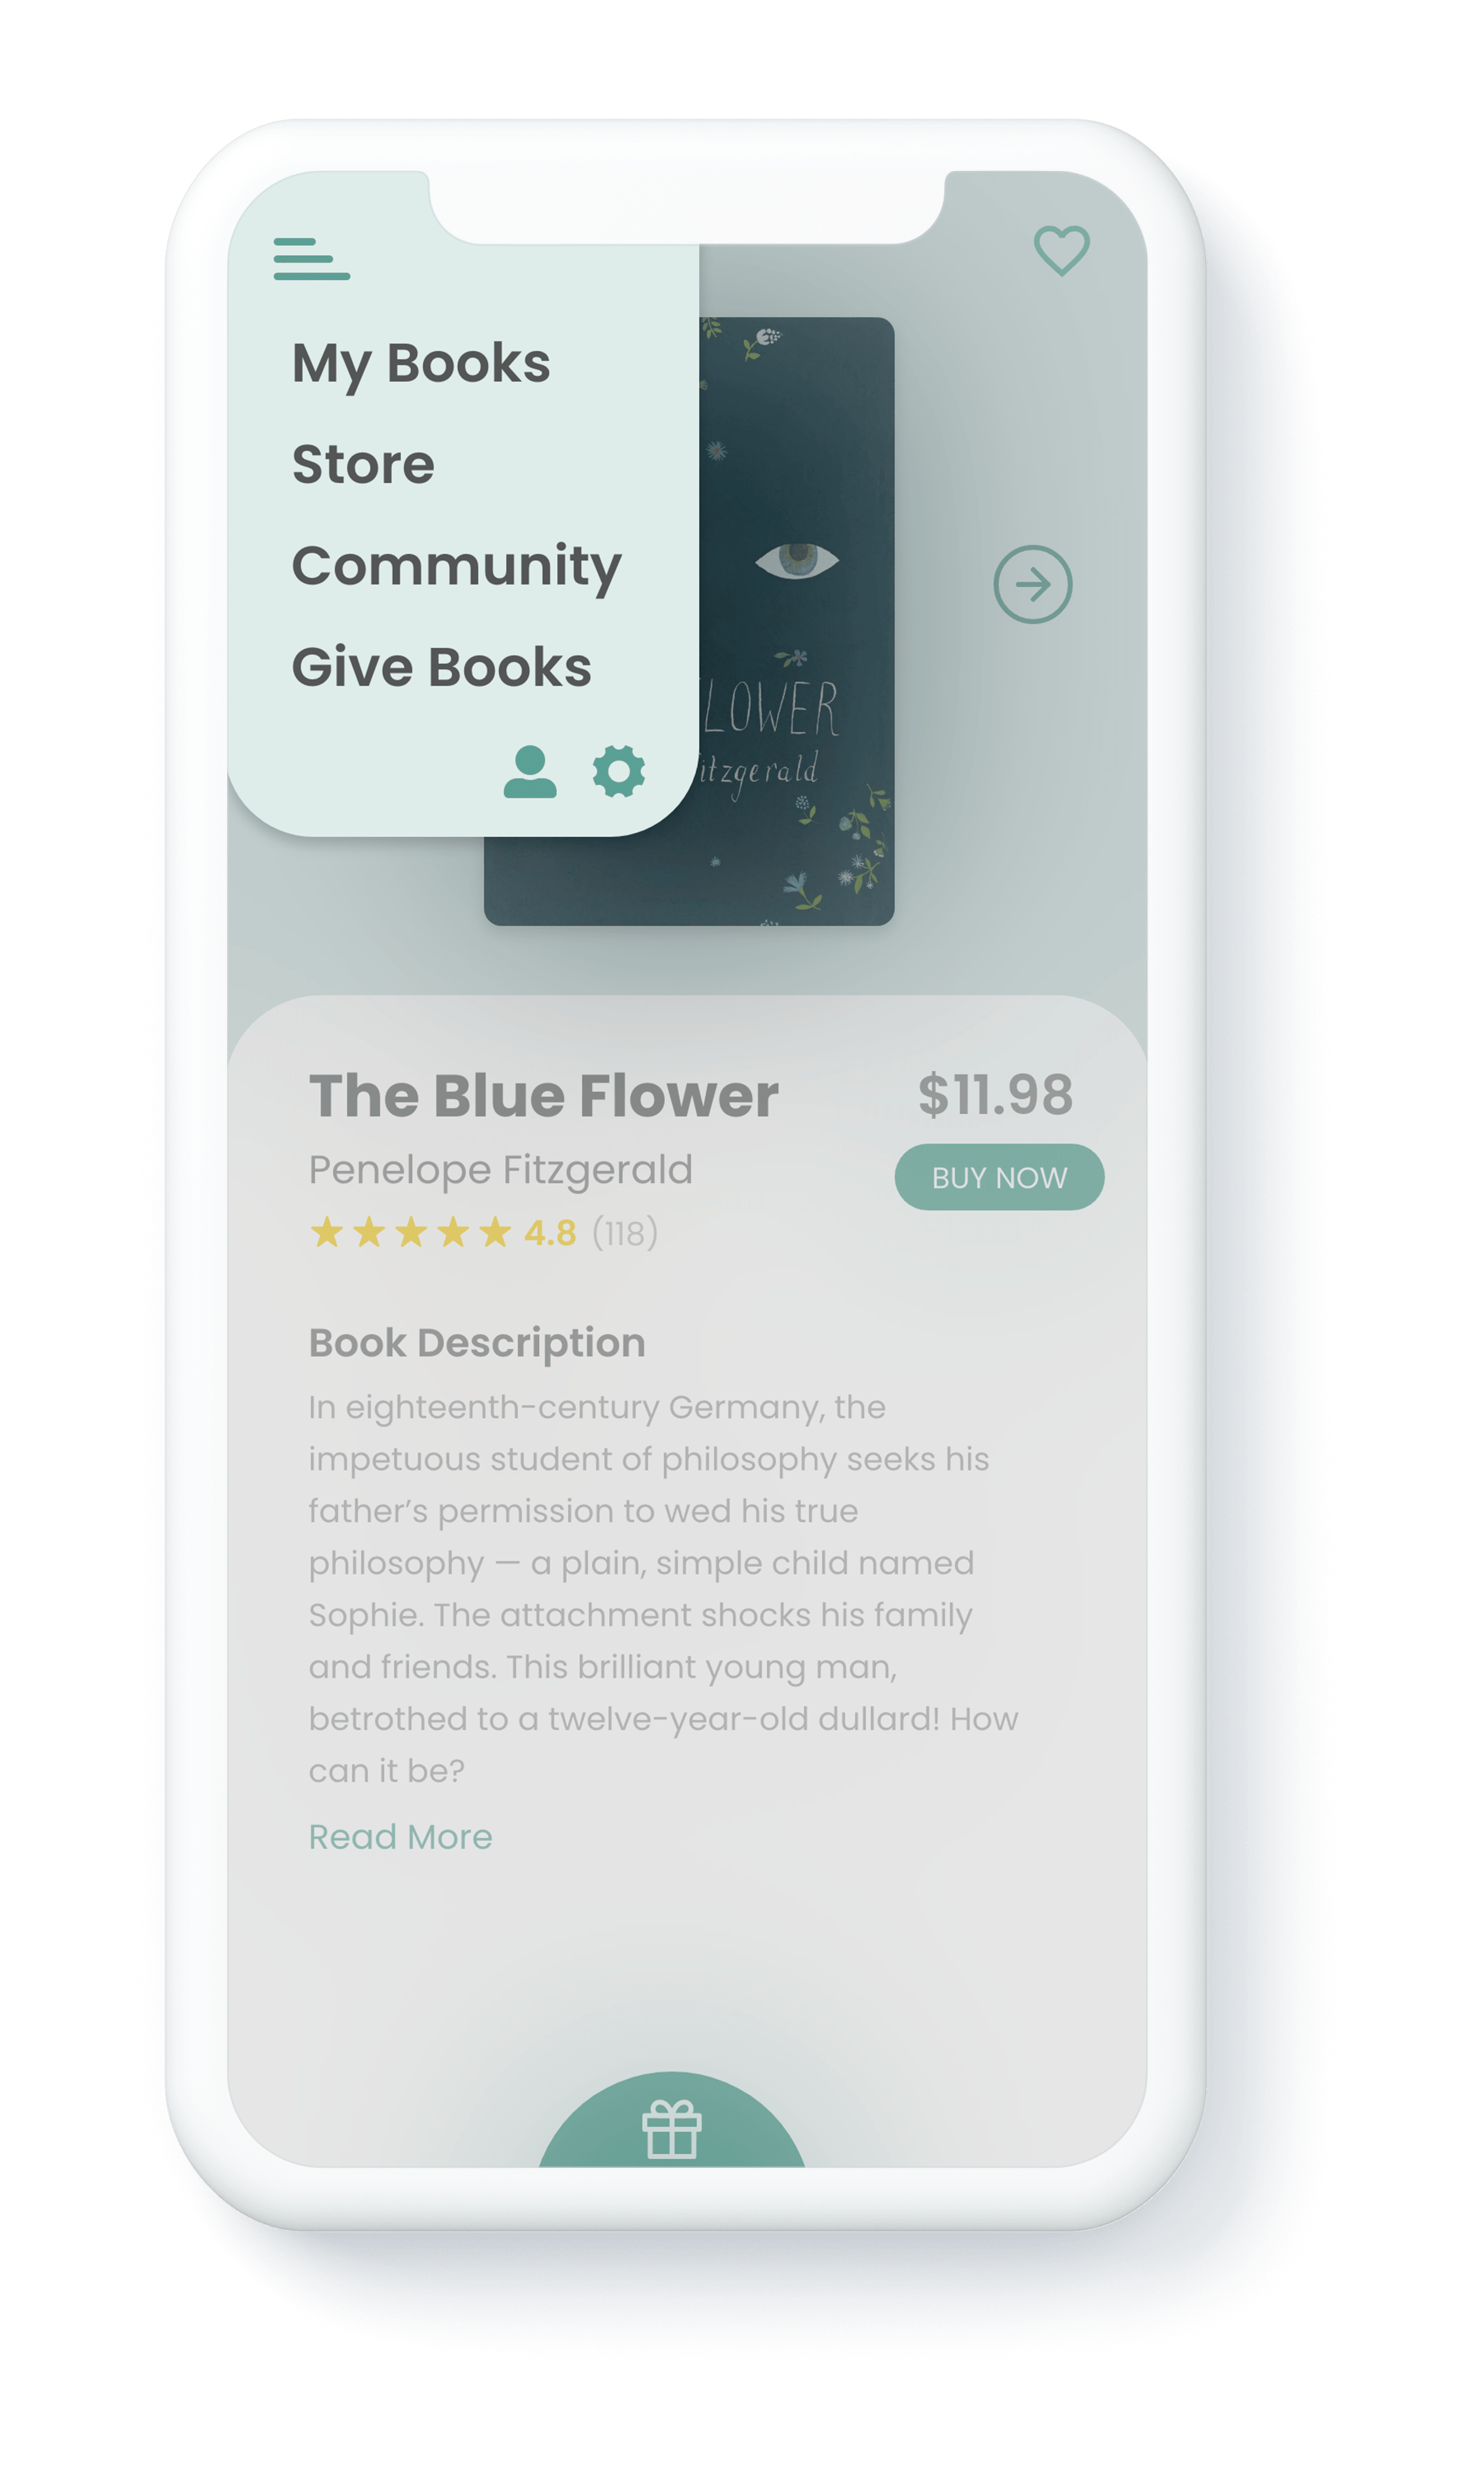 My Books
Store
Community
Give Books
LOWER
itzgerald
The Blue Flower
$11.98
Penelope Fitzgerald
BUY NOW
4.8 (118)
Book Description
In eighteenth-century Germany, the
impetuous student of philosophy seeks his
father’s permission to wed his true
philosophy — a plain, simple child named
Sophie. The attachment shocks his family
and friends. This brilliant young man,
betrothed to a twelve-year-old dullard! How
can it be?
Read More